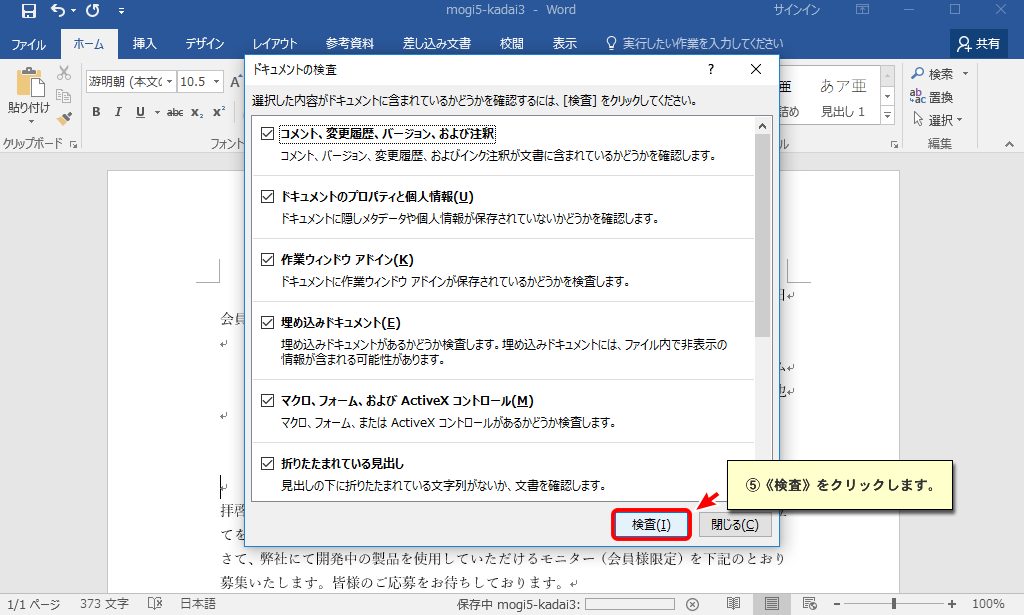 mogi5-kadai3 - Word
サインイン
ファイル ホーム 挿入 デザイン レイアウト 参考資料 差し込み文書 校閲 表示 実行したい作業を入力してください 共有
貼り付け
クリップボード
游明朝 (本文の 10.5
B I U abc x₂ x²
フォント
亜 あア亜
詰め 見出し 1
ル
検索
置換
選択
編集
ドキュメントの検査
?
選択した内容がドキュメントに含まれているかどうかを確認するには、[検査] をクリックしてください。
コメント、変更履歴、バージョン、および注釈
コメント、バージョン、変更履歴、およびインク注釈が文書に含まれているかどうかを確認します。
ドキュメントのプロパティと個人情報(U)
ドキュメントに隠しメタデータや個人情報が保存されていないかどうかを確認します。
作業ウィンドウ アドイン(K)
ドキュメントに作業ウィンドウ アドインが保存されているかどうかを検査します。
埋め込みドキュメント(E)
埋め込みドキュメントがあるかどうか検査します。埋め込みドキュメントには、ファイル内で非表示の
情報が含まれる可能性があります。
マクロ、フォーム、および ActiveX コントロール(M)
マクロ、フォーム、または ActiveX コントロールがあるかどうか検査します。
折りたたまれている見出し
見出しの下に折りたたまれている文字列がないか、文書を確認します。
検査(I) 閉じる(C)
⑤《検査》をクリックします。
会員
拝啓
てを
さて、弊社にて開発中の製品を使用していただけるモニター（会員様限定）を下記のとおり
募集いたします。皆様のご応募をお待ちしております。
1/1 ページ 373 文字 日本語 保存中 mogi5-kadai3: 100%